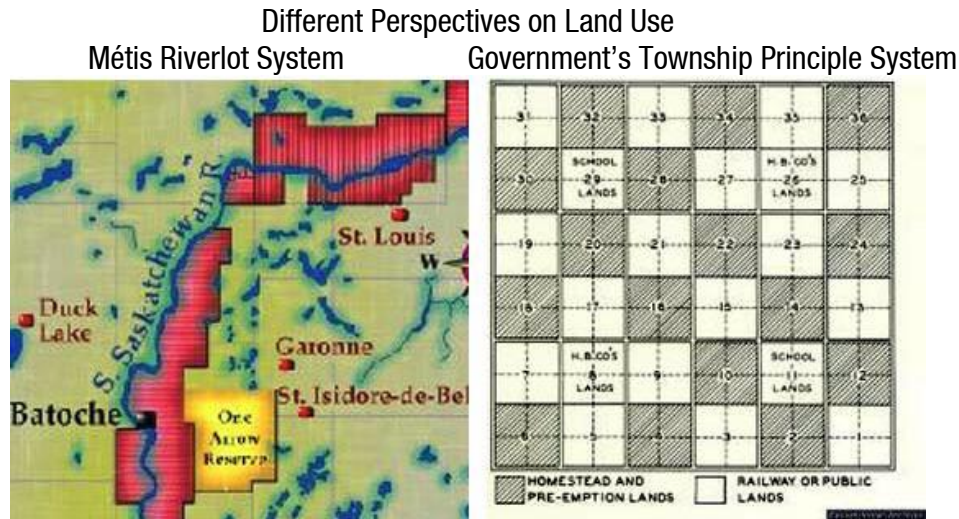 Different Perspectives on Land Use
Métis Riverlot System
Government's Township Principle System
S. Saskatchewan R.
St. Louis
W
Duck
Lake
Garonne
St. Isidore-de-Bel
Batoche
One
Arrow
Reserve
31 32 33 34 35 36
SCHOOL
H.B. CO'S
30 29 28 27 26 25
LANDS
LANDS
19 20 21 22 23 24
18 17 16 15 14 13
H.B. CO'S
SCHOOL
7 8 9 10 11 12
LANDS
LANDS
6 5 4 3 2 1
HOMESTEAD AND
PRE-EMPTION LANDS
RAILWAY OR PUBLIC
LANDS